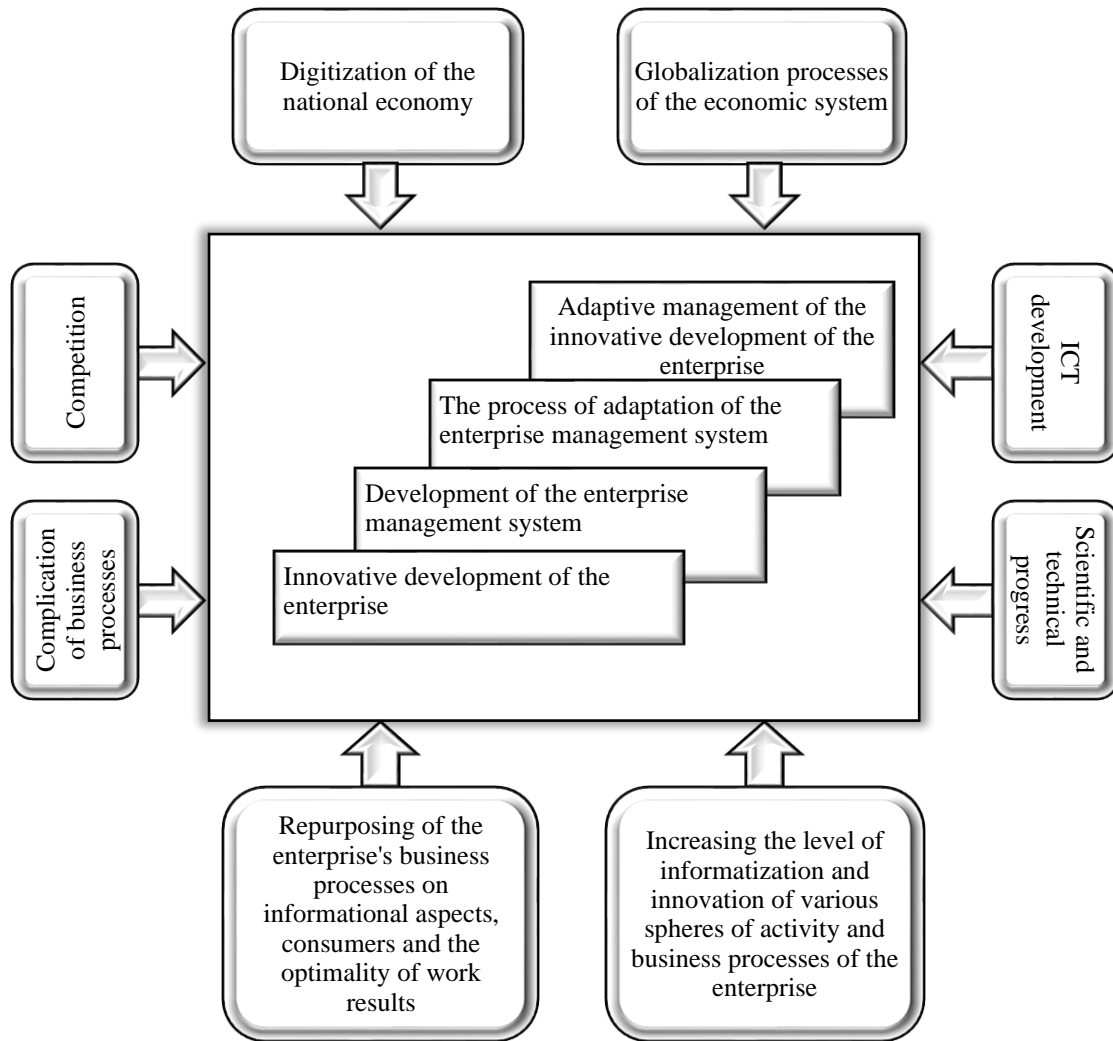 Digitization of the
national economy
Globalization processes
of the economic system
Competition
Complication
of business
processes
Adaptive management of the
innovative development of the
enterprise
The process of adaptation of the
enterprise management system
Development of the enterprise
management system
Innovative development of the
enterprise
ICT
development
Scientific and
technical
progress
Repurposing of the
enterprise's business
processes on
informational aspects,
consumers and the
optimality of work
results
Increasing the level of
informatization and
innovation of various
spheres of activity and
business processes of the
enterprise